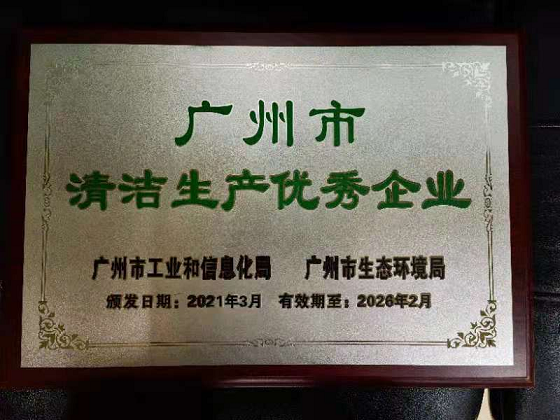 广州市
清洁生产优秀企业
广州市工业和信息化局 广州市生态环境局
颁发日期：2021年3月 有效期至：2026年2月